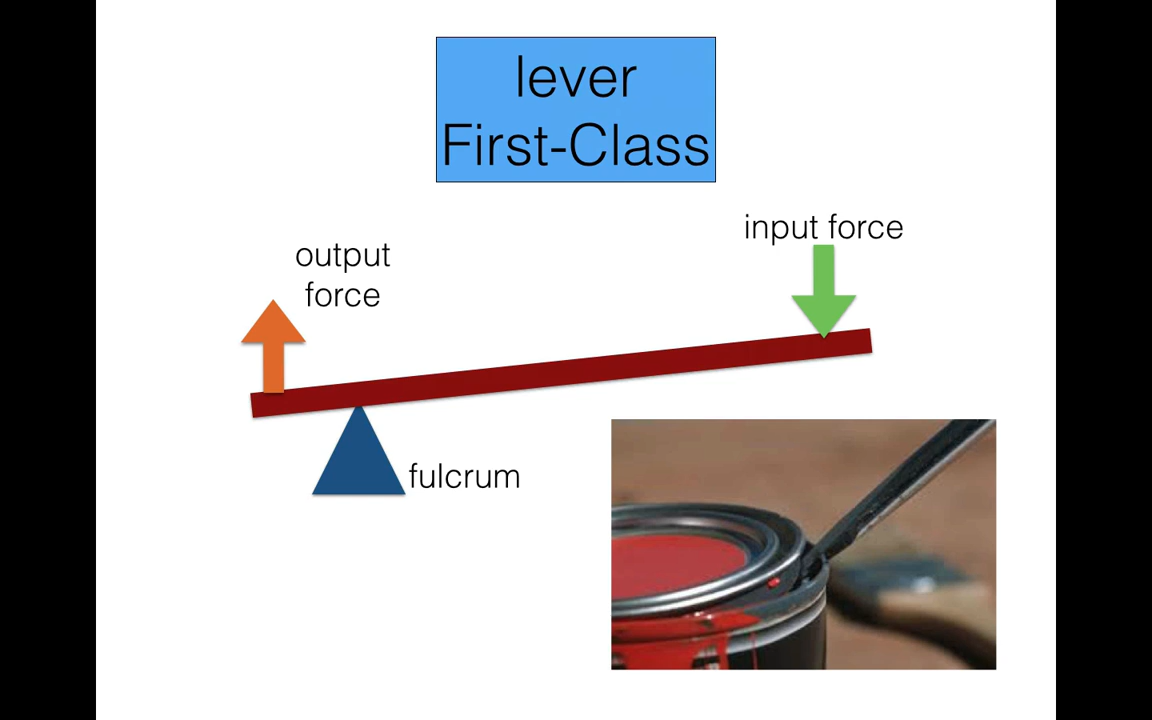 lever
First-Class
input force
output
force
fulcrum